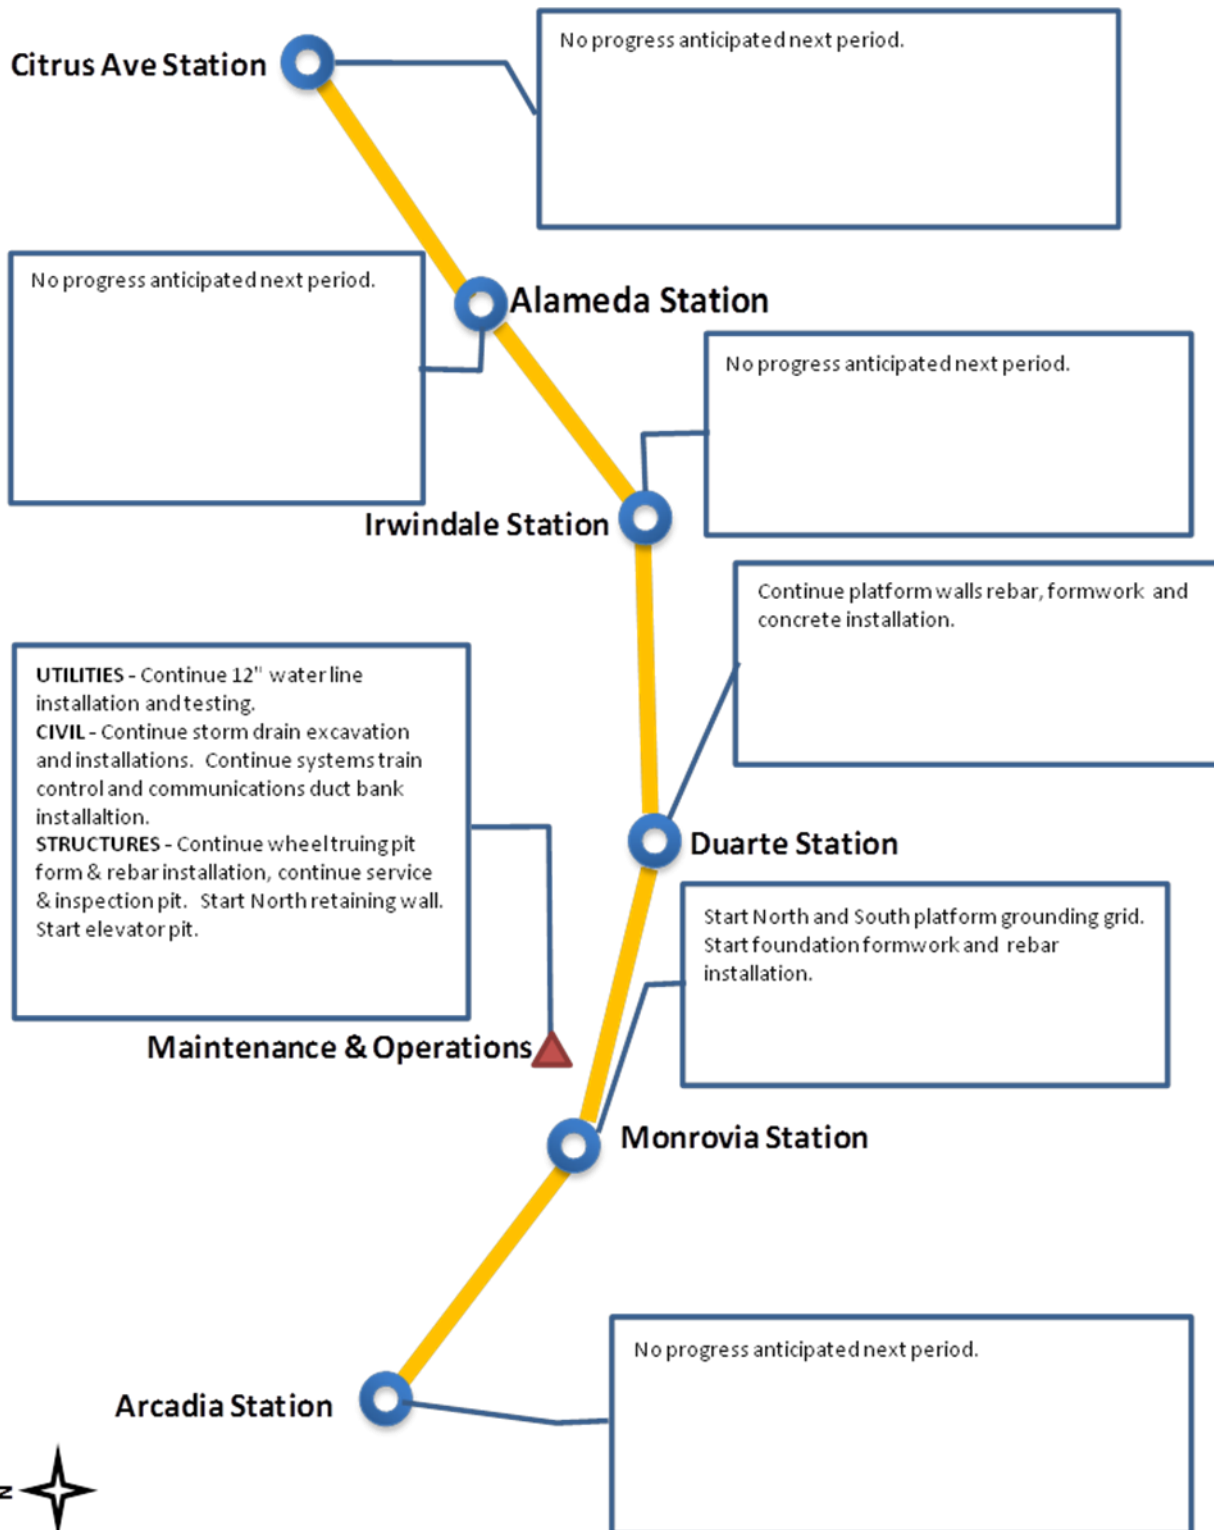 Citrus Ave Station
No progress anticipated next period.
No progress anticipated next period.
Alameda Station
No progress anticipated next period.
Irwindale Station
Continue platform walls rebar, formwork and
concrete installation.
UTILITIES - Continue 12" water line
installation and testing.
CIVIL - Continue storm drain excavation
and installations. Continue systems train
control and communications duct bank
installaltion.
STRUCTURES - Continue wheel truing pit
form & rebar installation, continue service
& inspection pit. Start North retaining wall.
Start elevator pit.
Duarte Station
Start North and South platform grounding grid.
Start foundation formwork and rebar
installation.
Maintenance & Operations
Monrovia Station
No progress anticipated next period.
Arcadia Station
N